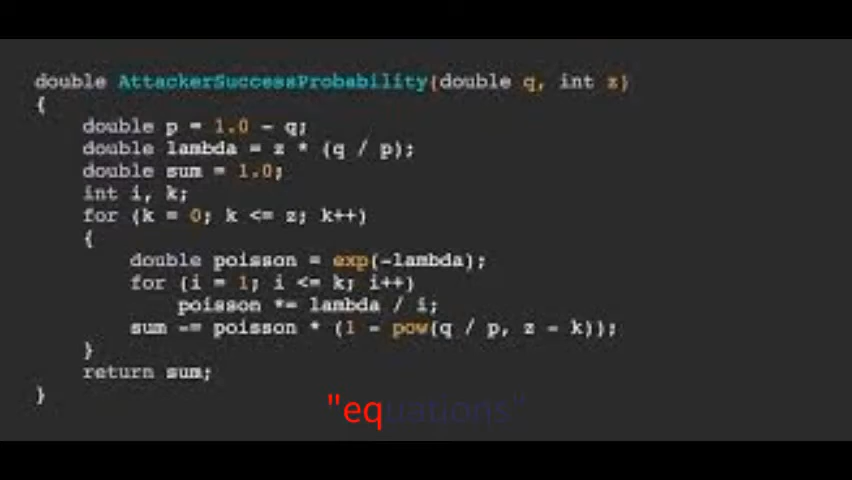 double AttackerSuccessProbability(double q, int z)
{
double p = 1.0 - q;
double lambda = z * (q / p);
double sum = 1.0;
int i, k;
for (k = 0; k <= z; k++)
{
double poisson = exp(-lambda);
for (i = 1; i <= k; i++)
poisson *= lambda / i;
sum -= poisson * (1 - pow(q / p, z - k));
}
return sum;
}
"equations"